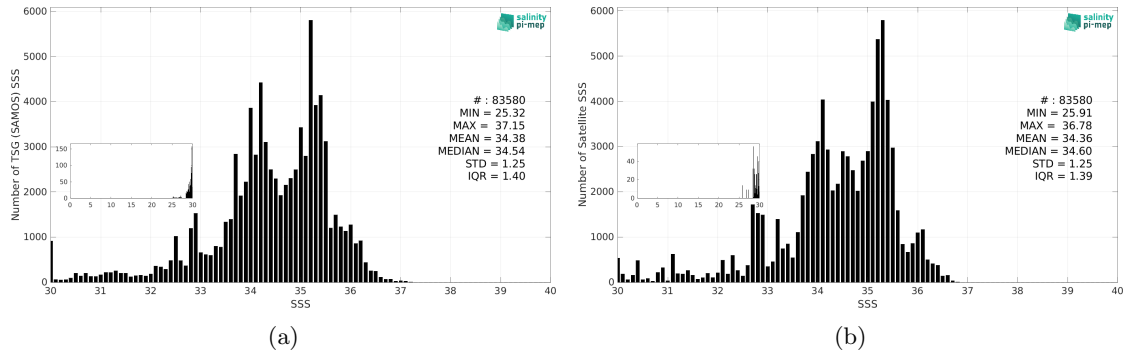 6000
5000
4000
3000
2000
1000
0
Number of TSG (SAMOS) SSS
salinity
pi-mep
# : 83580
MIN = 25.32
MAX = 37.15
MEAN = 34.38
MEDIAN = 34.54
STD = 1.25
IQR = 1.40
150
100
50
0
0 5 10 15 20 25 30
30 31 32 33 34 35 36 37 38 39 40
SSS
(a)
6000
5000
4000
3000
2000
1000
0
Number of Satellite SSS
salinity
pi-mep
# : 83580
MIN = 25.91
MAX = 36.78
MEAN = 34.36
MEDIAN = 34.60
STD = 1.25
IQR = 1.39
40
20
0
0 5 10 15 20 25 30
30 31 32 33 34 35 36 37 38 39 40
SSS
(b)